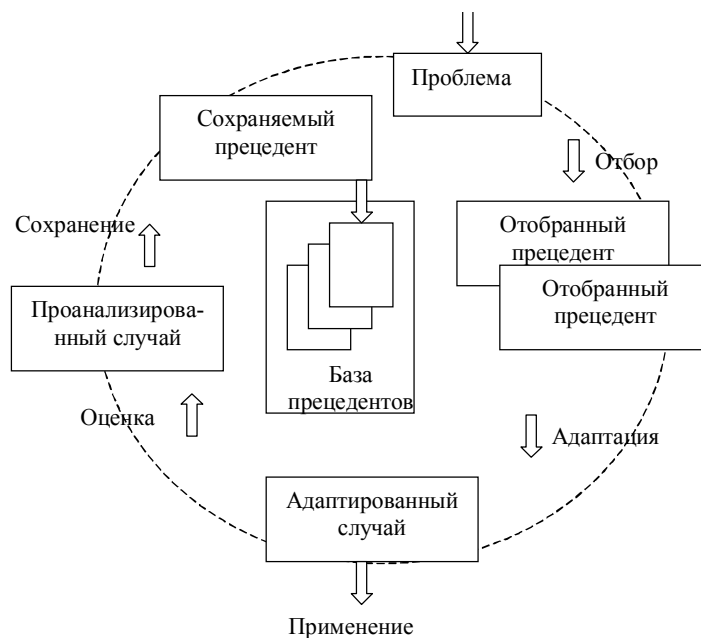 Проблема
Сохраняемый
прецедент
Отбор
Отобранный
прецедент
Сохранение
Отобранный
прецедент
Проанализирова-
нный случай
База
прецедентов
Оценка
Адаптация
Адаптированный
случай
Применение